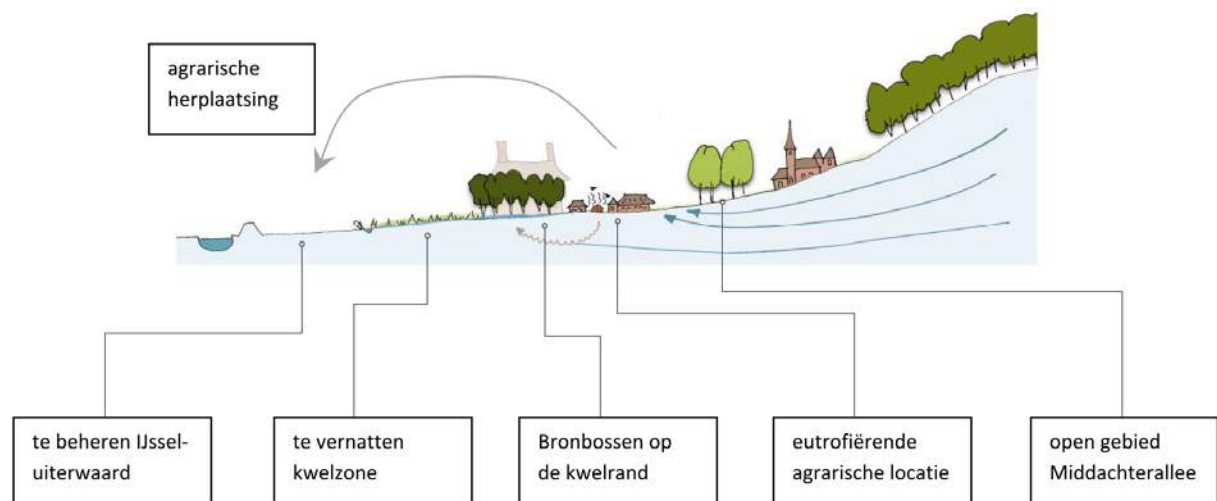 agrarische
herplaatsing
te beheren IJssel-
uiterwaard
te vernatten
kwelzone
Bronbossen op
de kwelrand
eutrofiërende
agrarische locatie
open gebied
Middachterallee